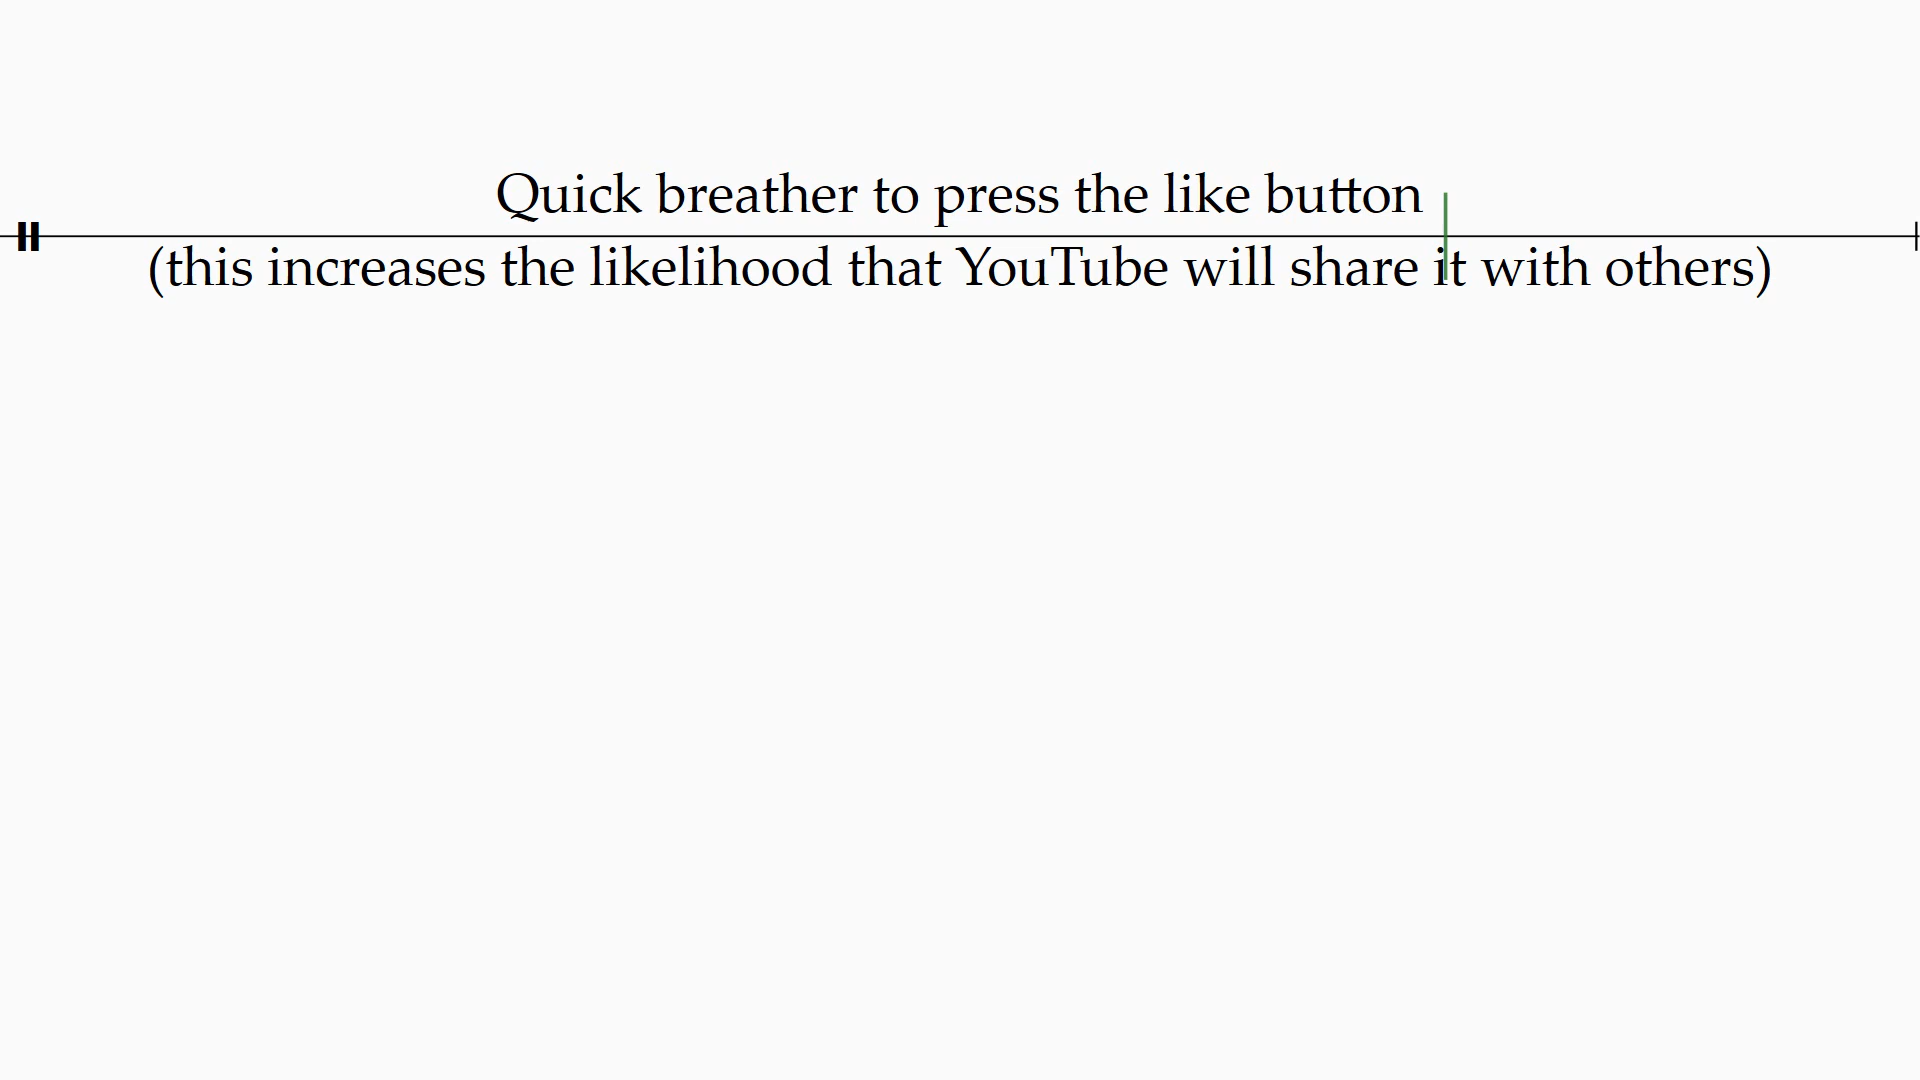 Quick breather to press the like button
(this increases the likelihood that YouTube will share it with others)